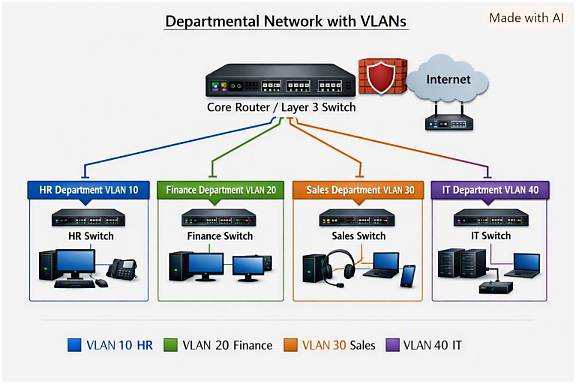 Departmental Network with VLANs
Made with AI
Internet
Core Router / Layer 3 Switch
HR Department VLAN 10
Finance Department VLAN 20
Sales Department VLAN 30
IT Department VLAN 40
HR Switch
Finance Switch
Sales Switch
IT Switch
VLAN 10 HR
VLAN 20 Finance
VLAN 30 Sales
VLAN 40 IT